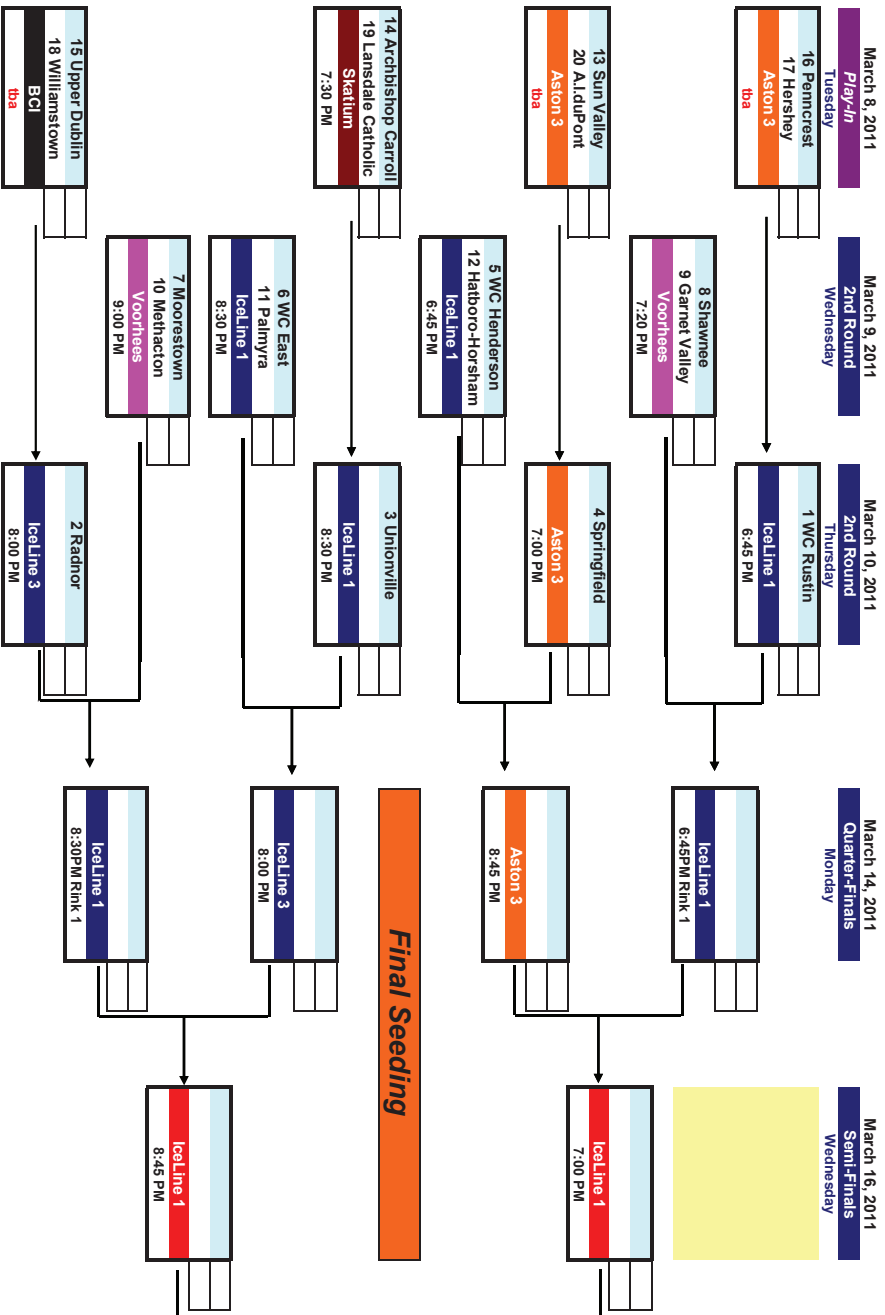 March 8, 2011
Play-In
Tuesday
16 Penncrest
17 Hershey
Aston 3
tba
13 Sun Valley
20 A.I.duPont
Aston 3
tba
14 Archbishop Carroll
19 Lansdale Catholic
Skatium
7:30 PM
15 Upper Dublin
18 Williamstown
BCI
tba
March 9, 2011
2nd Round
Wednesday
8 Shawnee
9 Garnet Valley
Voorhees
7:20 PM
5 WC Henderson
12 Hatboro-Horsham
IceLine 1
6:45 PM
6 WC East
11 Palmyra
IceLine 1
8:30 PM
7 Moorestown
10 Methacton
Voorhees
9:00 PM
March 10, 2011
2nd Round
Thursday
1 WC Rustin
IceLine 1
6:45 PM
4 Springfield
Aston 3
7:00 PM
3 Unionville
IceLine 1
8:30 PM
2 Radnor
IceLine 3
8:00 PM
March 14, 2011
Quarter-Finals
Monday
IceLine 1
6:45PM Rink 1
Aston 3
8:45 PM
Final Seeding
IceLine 3
8:00 PM
IceLine 1
8:30PM Rink 1
March 16, 2011
Semi-Finals
Wednesday
IceLine 1
7:00 PM
IceLine 1
8:45 PM